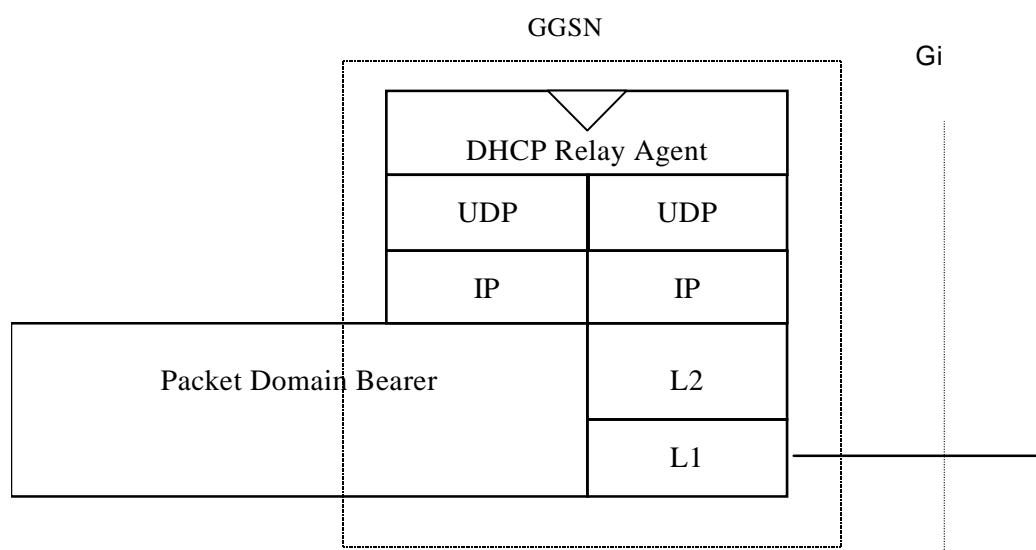 GGSN
Gi
DHCP Relay Agent
UDP UDP
IP IP
Packet Domain Bearer L2
L1